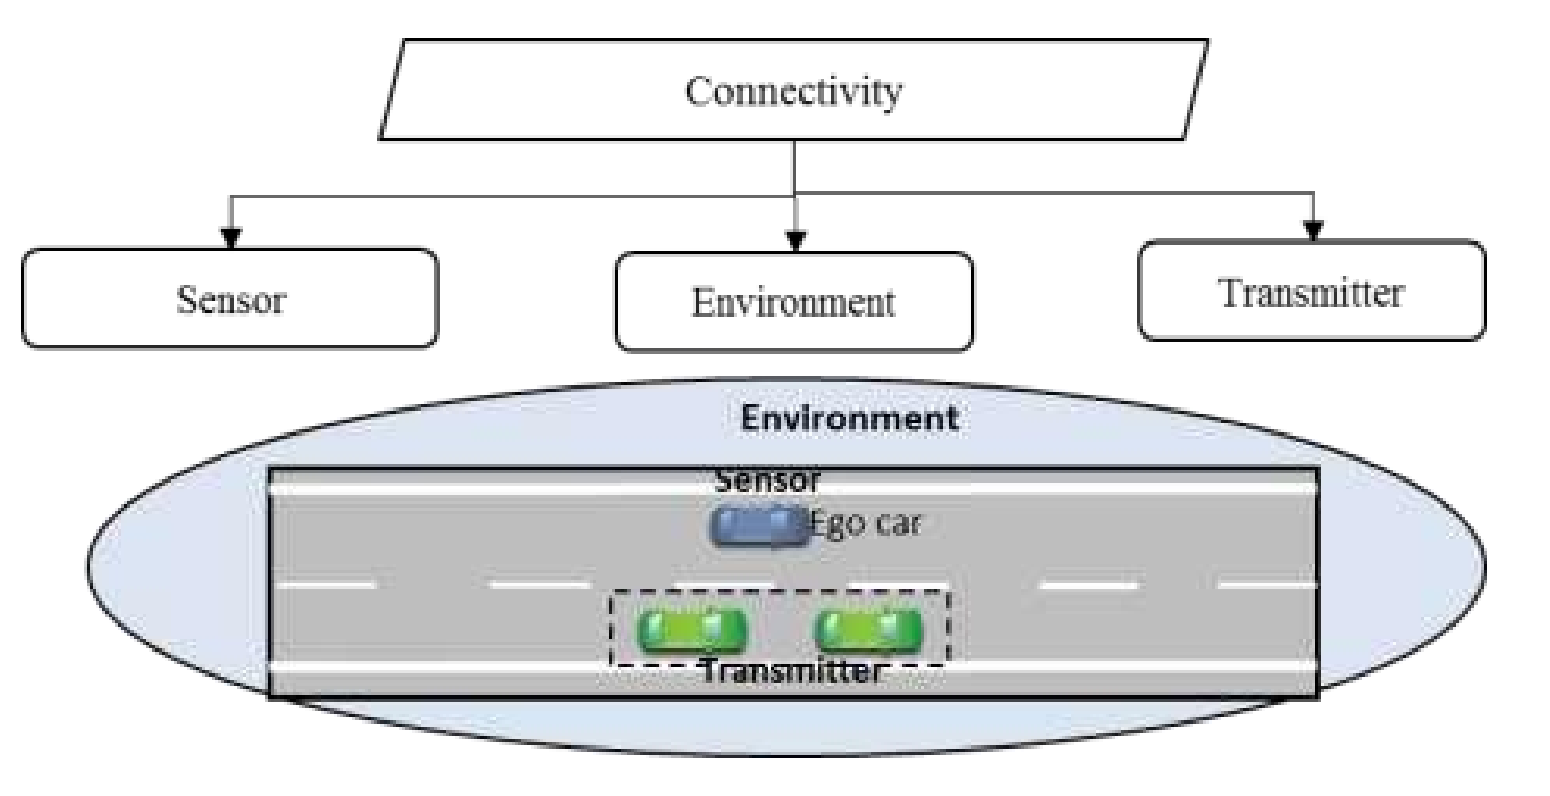 Connectivity
Sensor
Environment
Transmitter
Environment
Sensor
Ego car
Transmitter